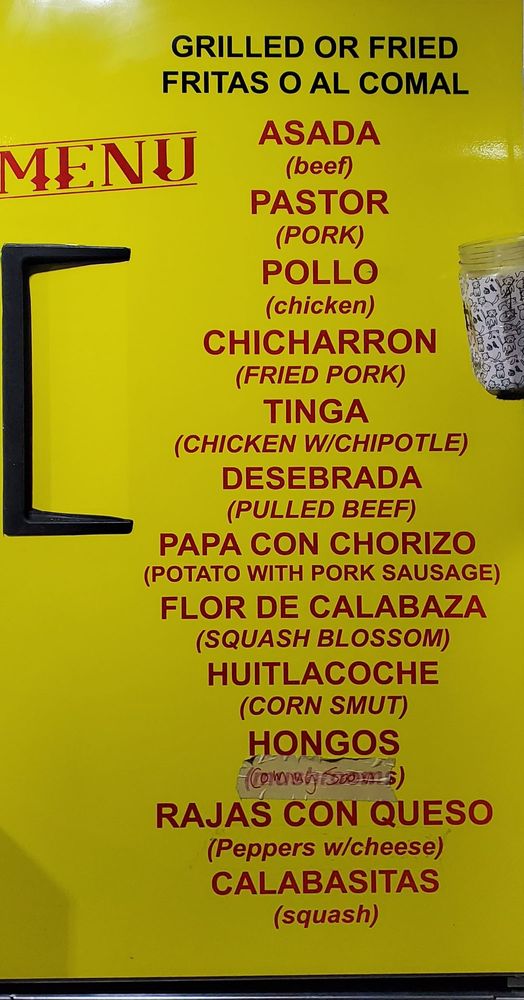 GRILLED OR FRIED
FRITAS O AL COMAL
MENU
ASADA
(beef)
PASTOR
(PORK)
POLLO
(chicken)
CHICHARRON
(FRIED PORK)
TINGA
(CHICKEN W/CHIPOTLE)
DESEBRADA
(PULLED BEEF)
PAPA CON CHORIZO
(POTATO WITH PORK SAUSAGE)
FLOR DE CALABAZA
(SQUASH BLOSSOM)
HUITLACOCHE
(CORN SMUT)
HONGOS
RAJAS CON QUESO
(Peppers w/cheese)
CALABASITAS
(squash)